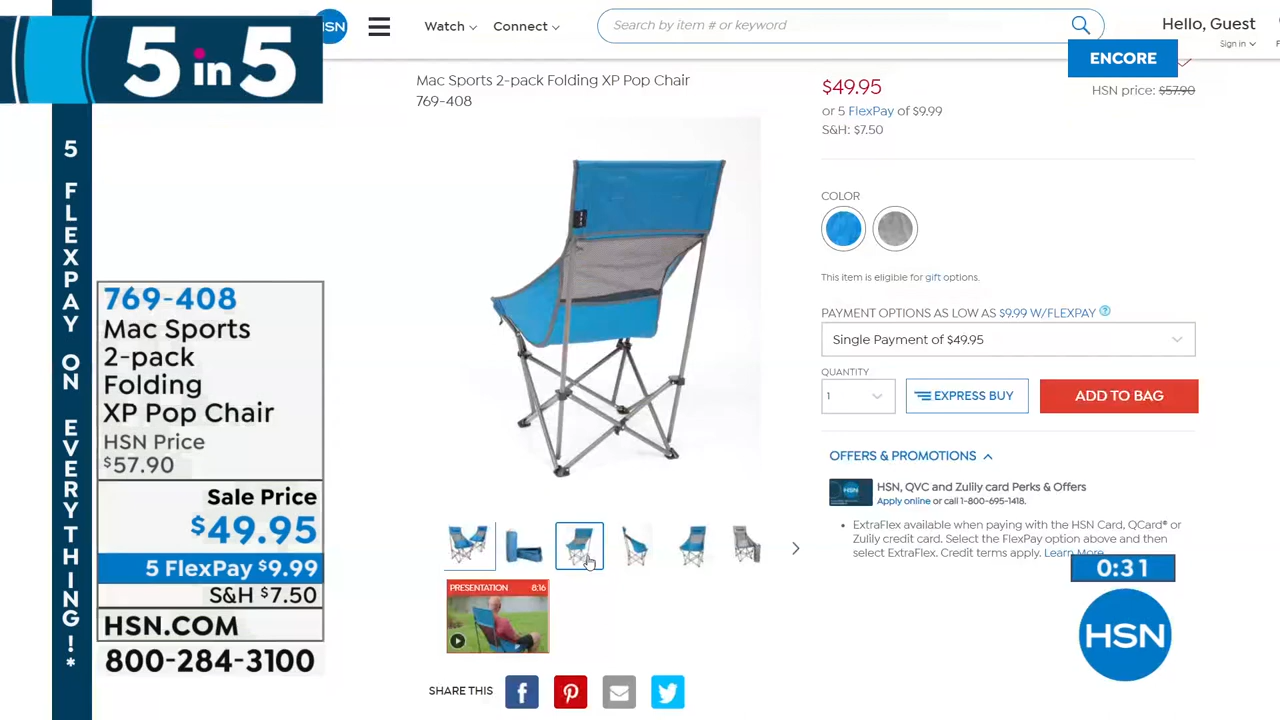 5 in 5
5 FLEXPAY ON EVERYTHING!*
769-408
Mac Sports
2-pack
Folding
XP Pop Chair
HSN Price
$57.90
Sale Price
$49.95
5 FlexPay $9.99
S&H $7.50
HSN.COM
800-284-3100
HSN
Watch
Connect
Search by item # or keyword
Hello, Guest
Sign in
ENCORE
Mac Sports 2-pack Folding XP Pop Chair
769-408
$49.95
HSN price: $57.90
or 5 FlexPay of $9.99
S&H: $7.50
COLOR
This item is eligible for gift options.
PAYMENT OPTIONS AS LOW AS $9.99 W/FLEXPAY ?
Single Payment of $49.95
QUANTITY
1
EXPRESS BUY
ADD TO BAG
OFFERS & PROMOTIONS
HSN, QVC and Zulily card Perks & Offers
Apply online or call 1-800-695-1418.
ExtraFlex available when paying with the HSN Card, QCard® or
Zulily credit card. Select the FlexPay option above and then
select ExtraFlex. Credit terms apply. Learn More
PRESENTATION 8:16
SHARE THIS
0:31
HSN